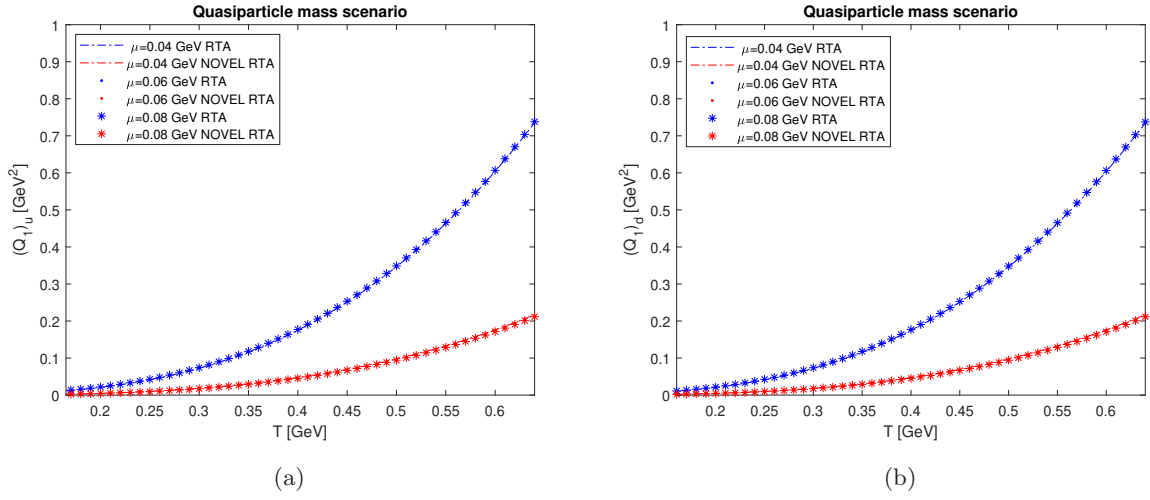 Quasiparticle mass scenario
μ=0.04 GeV RTA
μ=0.04 GeV NOVEL RTA
μ=0.06 GeV RTA
μ=0.06 GeV NOVEL RTA
μ=0.08 GeV RTA
μ=0.08 GeV NOVEL RTA
(Q₁)ᵤ [GeV²]
1
0.9
0.8
0.7
0.6
0.5
0.4
0.3
0.2
0.1
0
0.2 0.25 0.3 0.35 0.4 0.45 0.5 0.55 0.6
T [GeV]
(a)
Quasiparticle mass scenario
μ=0.04 GeV RTA
μ=0.04 GeV NOVEL RTA
μ=0.06 GeV RTA
μ=0.06 GeV NOVEL RTA
μ=0.08 GeV RTA
μ=0.08 GeV NOVEL RTA
(Q₁)_d [GeV²]
1
0.9
0.8
0.7
0.6
0.5
0.4
0.3
0.2
0.1
0
0.2 0.25 0.3 0.35 0.4 0.45 0.5 0.55 0.6
T [GeV]
(b)